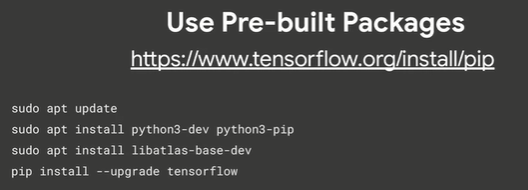 Use Pre-built Packages
https://www.tensorflow.org/install/pip
sudo apt update
sudo apt install python3-dev python3-pip
sudo apt install libatlas-base-dev
pip install --upgrade tensorflow